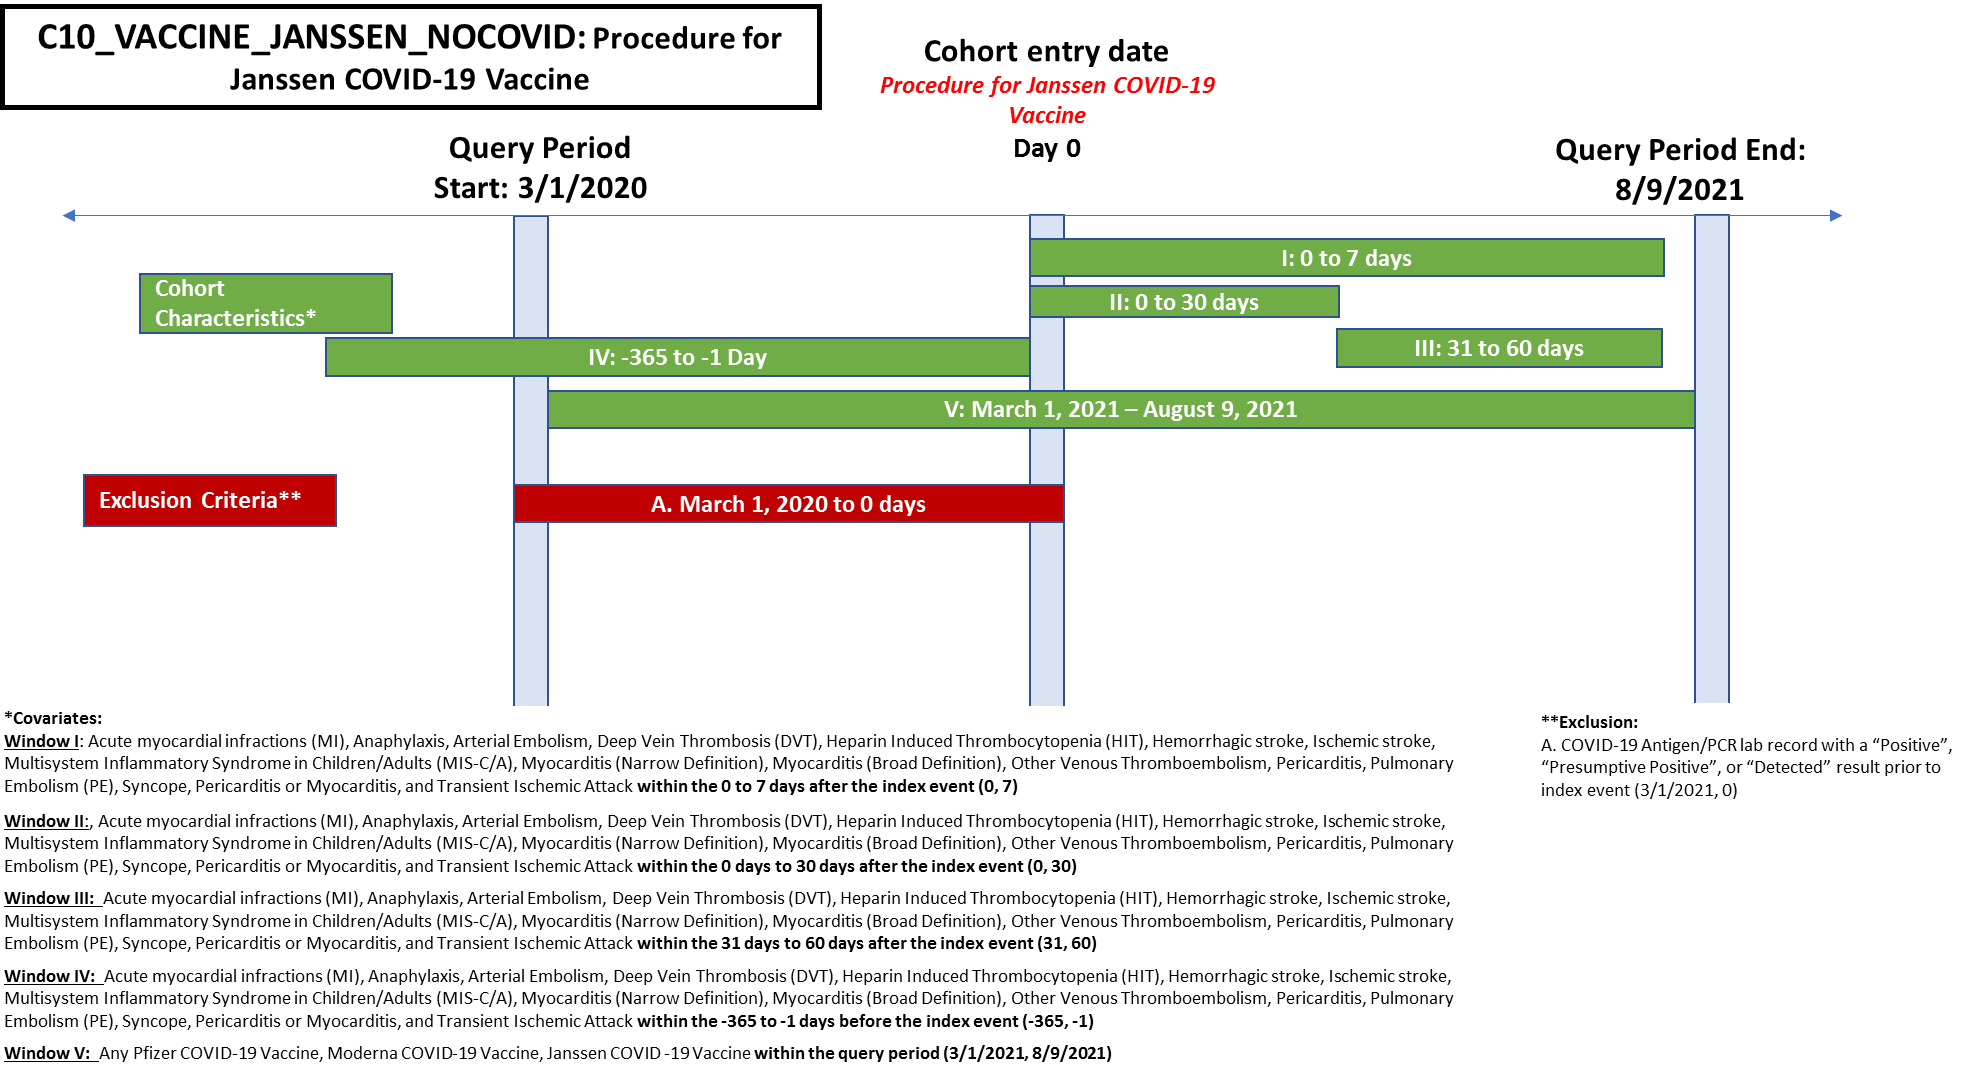 C10_VACCINE_JANSSEN_NOCOVID: Procedure for
Janssen COVID-19 Vaccine
Cohort entry date
Procedure for Janssen COVID-19
Vaccine
Day 0
Query Period
Start: 3/1/2020
Query Period End:
8/9/2021
I: 0 to 7 days
Cohort
Characteristics*
II: 0 to 30 days
III: 31 to 60 days
IV: -365 to -1 Day
V: March 1, 2021 – August 9, 2021
Exclusion Criteria**
A. March 1, 2020 to 0 days
*Covariates:
Window I: Acute myocardial infractions (MI), Anaphylaxis, Arterial Embolism, Deep Vein Thrombosis (DVT), Heparin Induced Thrombocytopenia (HIT), Hemorrhagic stroke, Ischemic stroke,
Multisystem Inflammatory Syndrome in Children/Adults (MIS-C/A), Myocarditis (Narrow Definition), Myocarditis (Broad Definition), Other Venous Thromboembolism, Pericarditis, Pulmonary
Embolism (PE), Syncope, Pericarditis or Myocarditis, and Transient Ischemic Attack within the 0 to 7 days after the index event (0, 7)
Window II:, Acute myocardial infractions (MI), Anaphylaxis, Arterial Embolism, Deep Vein Thrombosis (DVT), Heparin Induced Thrombocytopenia (HIT), Hemorrhagic stroke, Ischemic stroke,
Multisystem Inflammatory Syndrome in Children/Adults (MIS-C/A), Myocarditis (Narrow Definition), Myocarditis (Broad Definition), Other Venous Thromboembolism, Pericarditis, Pulmonary
Embolism (PE), Syncope, Pericarditis or Myocarditis, and Transient Ischemic Attack within the 0 days to 30 days after the index event (0, 30)
Window III: Acute myocardial infractions (MI), Anaphylaxis, Arterial Embolism, Deep Vein Thrombosis (DVT), Heparin Induced Thrombocytopenia (HIT), Hemorrhagic stroke, Ischemic stroke,
Multisystem Inflammatory Syndrome in Children/Adults (MIS-C/A), Myocarditis (Narrow Definition), Myocarditis (Broad Definition), Other Venous Thromboembolism, Pericarditis, Pulmonary
Embolism (PE), Syncope, Pericarditis or Myocarditis, and Transient Ischemic Attack within the 31 days to 60 days after the index event (31, 60)
Window IV: Acute myocardial infractions (MI), Anaphylaxis, Arterial Embolism, Deep Vein Thrombosis (DVT), Heparin Induced Thrombocytopenia (HIT), Hemorrhagic stroke, Ischemic stroke,
Multisystem Inflammatory Syndrome in Children/Adults (MIS-C/A), Myocarditis (Narrow Definition), Myocarditis (Broad Definition), Other Venous Thromboembolism, Pericarditis, Pulmonary
Embolism (PE), Syncope, Pericarditis or Myocarditis, and Transient Ischemic Attack within the -365 to -1 days before the index event (-365, -1)
Window V: Any Pfizer COVID-19 Vaccine, Moderna COVID-19 Vaccine, Janssen COVID -19 Vaccine within the query period (3/1/2021, 8/9/2021)
**Exclusion:
A. COVID-19 Antigen/PCR lab record with a “Positive”,
“Presumptive Positive”, or “Detected” result prior to
index event (3/1/2021, 0)